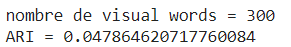 nombre de visual words = 300
ARI = 0.047864620717760084